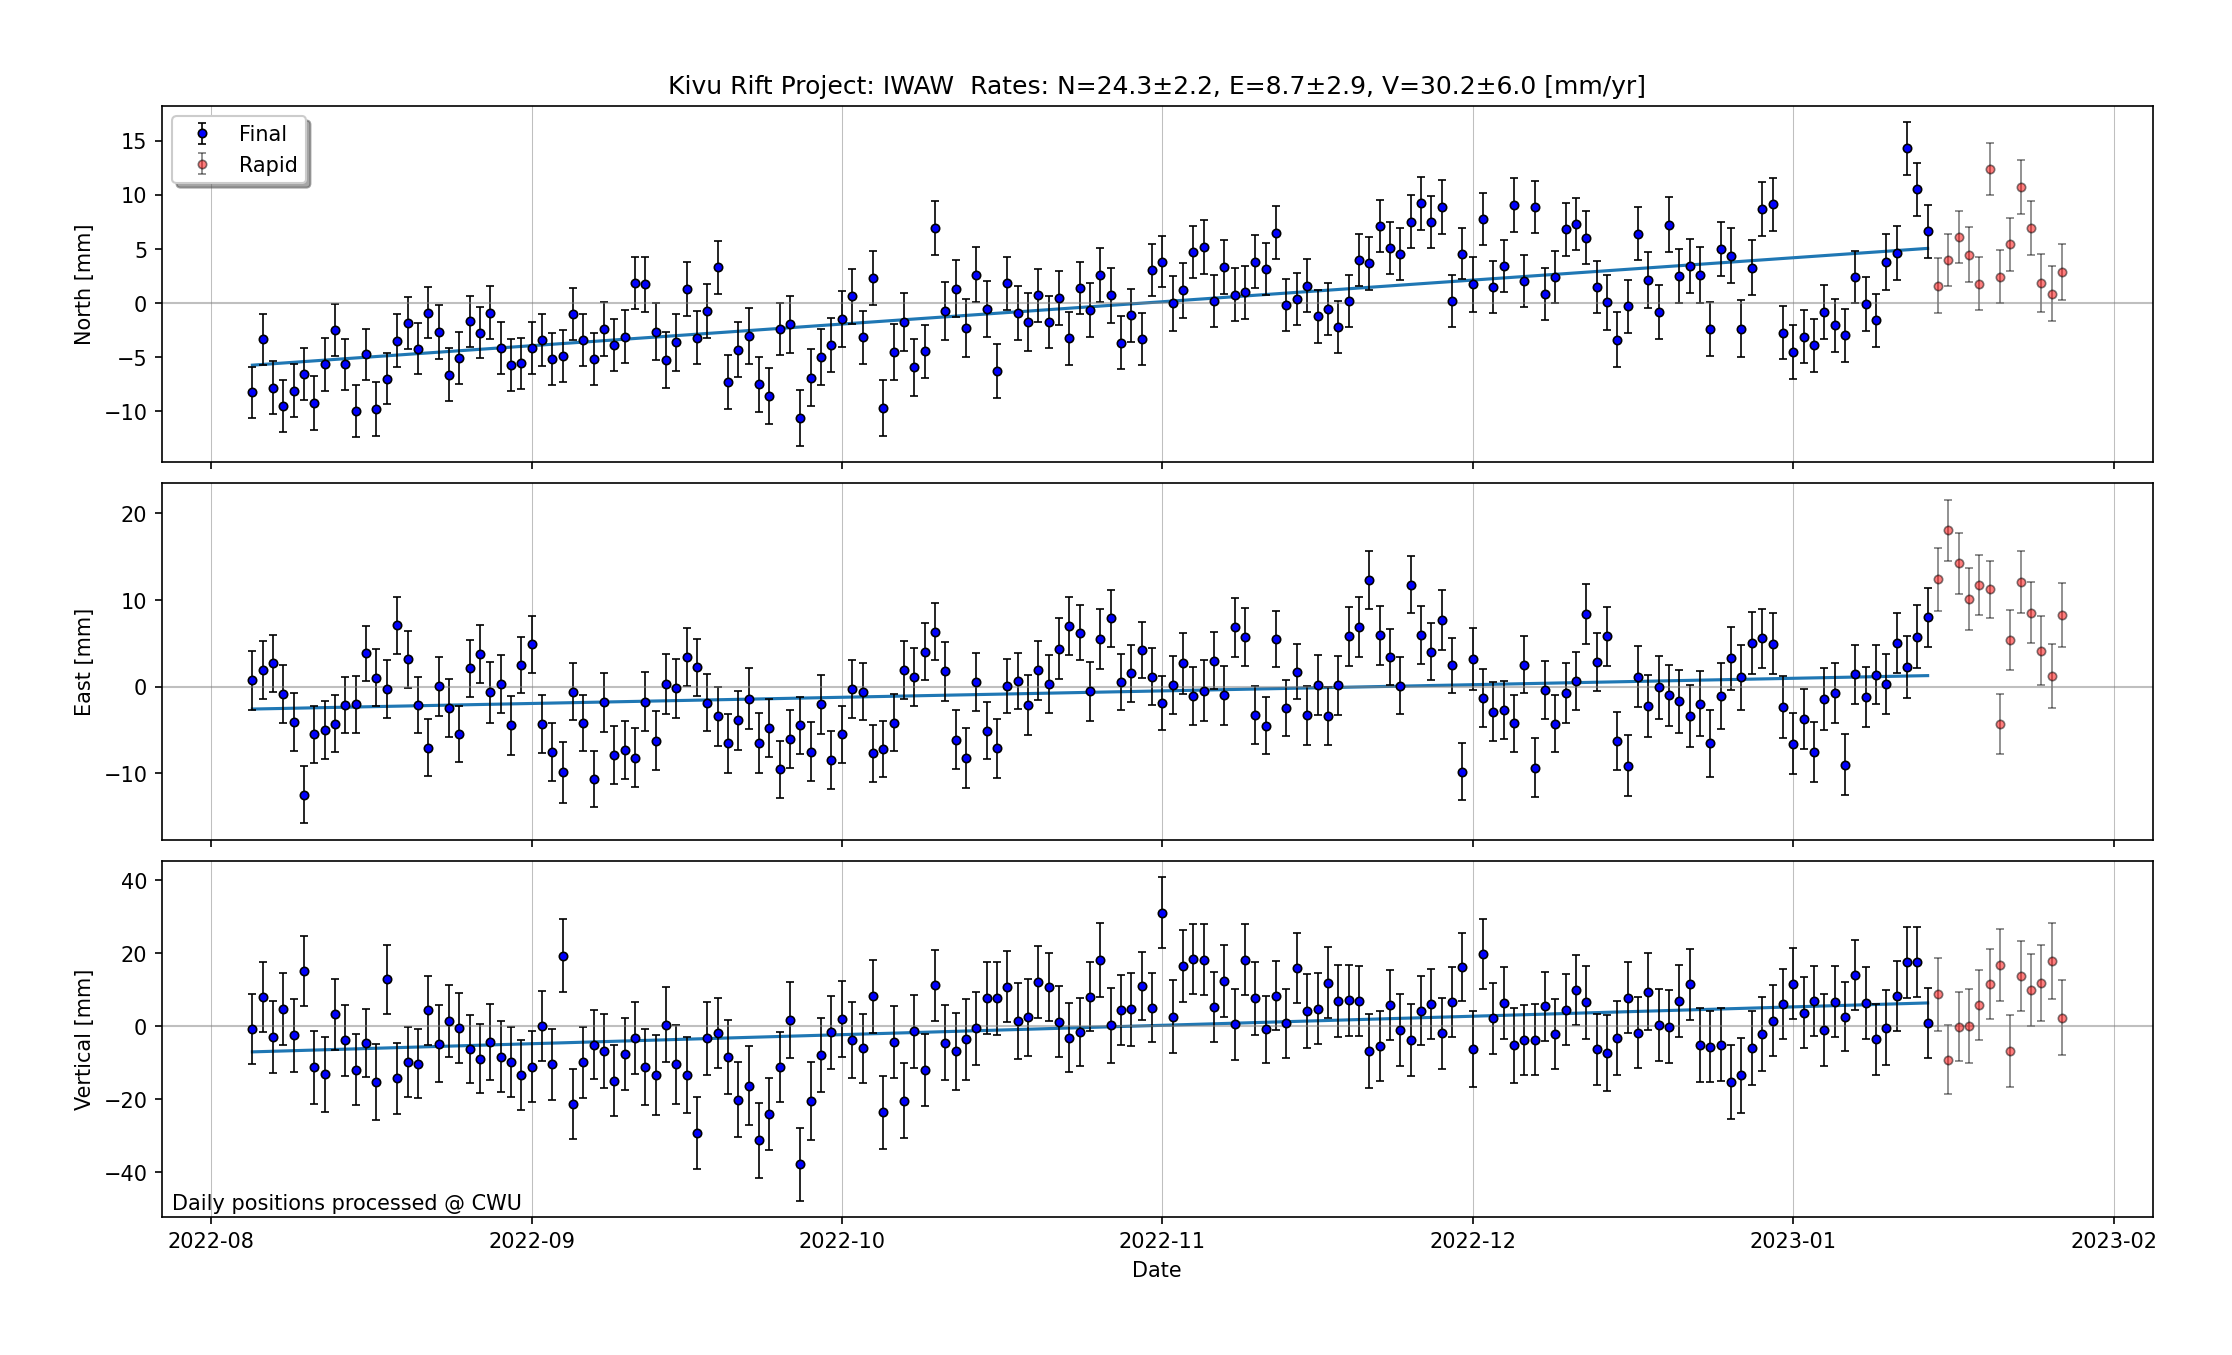 Kivu Rift Project: IWAW  Rates: N=24.3±2.2, E=8.7±2.9, V=30.2±6.0 [mm/yr]
Final
Rapid
North [mm]
15
10
5
0
−5
−10
East [mm]
20
10
0
−10
Vertical [mm]
40
20
0
−20
−40
Daily positions processed @ CWU
2022-08 2022-09 2022-10 2022-11 2022-12 2023-01 2023-02
Date